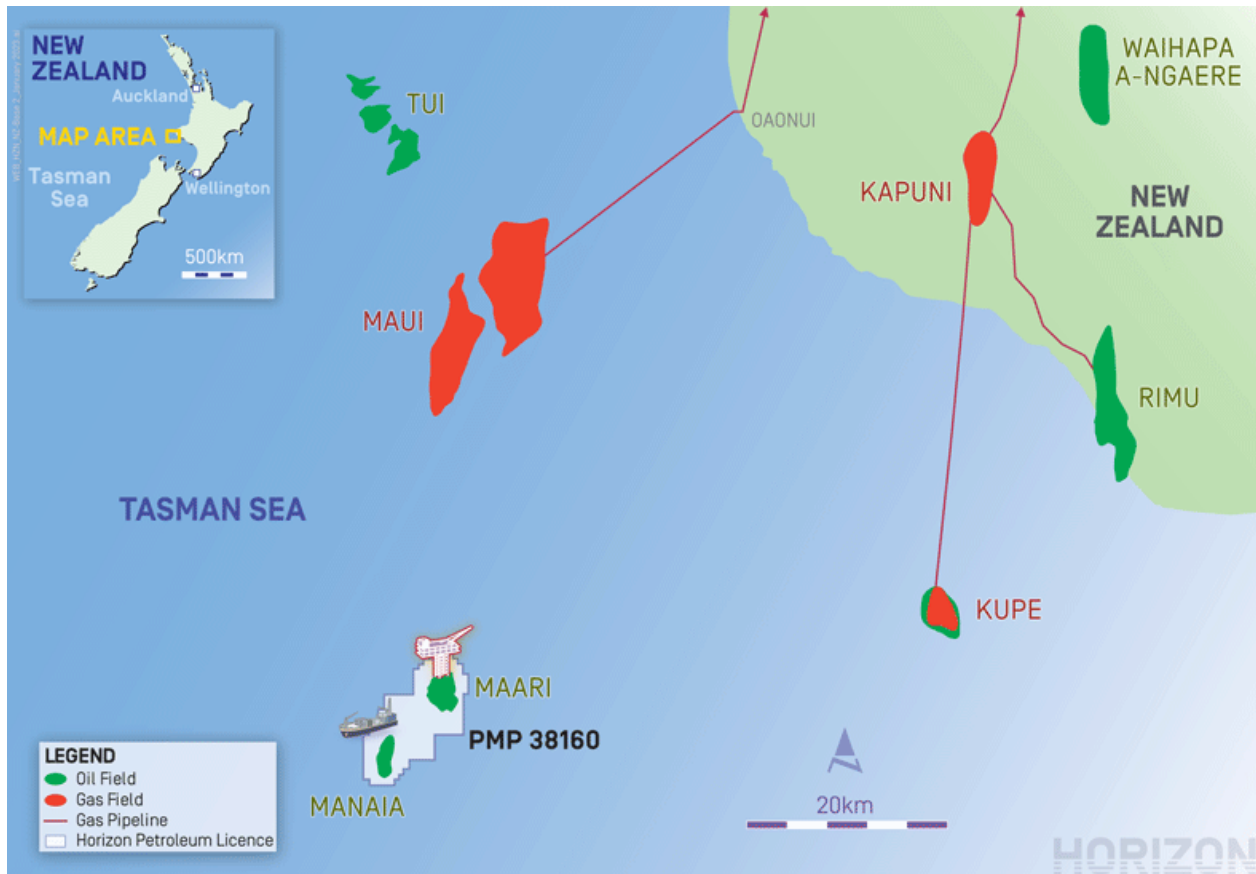 NEW
ZEALAND
Auckland
MAP AREA
Tasman
Sea
Wellington
500km
TUI
OAONUI
WAIHAPA
A-NGAERE
KAPUNI
NEW
ZEALAND
MAUI
RIMU
TASMAN SEA
KUPE
MAARI
PMP 38160
MANAIA
LEGEND
Oil Field
Gas Field
Gas Pipeline
Horizon Petroleum Licence
20km
HORIZON